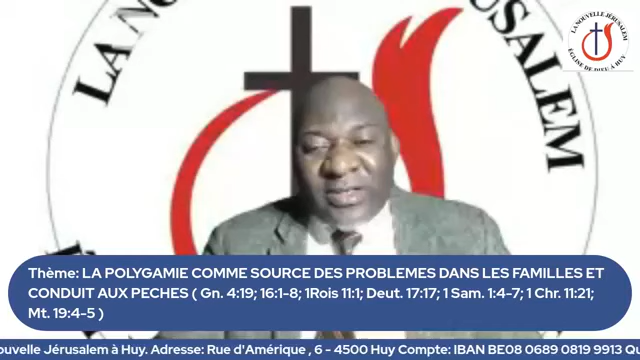 LA NOUVELLE JÉRUSALEM
ÉGLISE DE DIEU À HUY
LA NO
USALEM
Thème: LA POLYGAMIE COMME SOURCE DES PROBLEMES DANS LES FAMILLES ET
CONDUIT AUX PECHES ( Gn. 4:19; 16:1-8; 1Rois 11:1; Deut. 17:17; 1 Sam. 1:4-7; 1 Chr. 11:21;
Mt. 19:4-5 )
ouvelle Jérusalem à Huy. Adresse: Rue d'Amérique , 6 - 4500 Huy Compte: IBAN BE08 0689 0819 9913 Qu